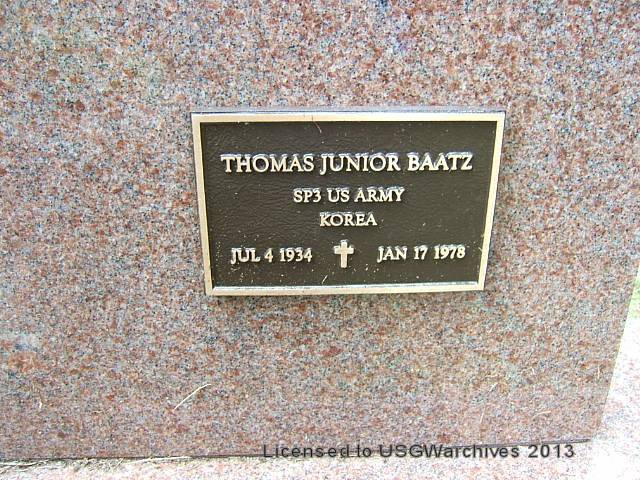 THOMAS JUNIOR BAATZ
SP3 US ARMY
KOREA
JUL 4 1934 JAN 17 1978
Licensed to USGWarchives 2013